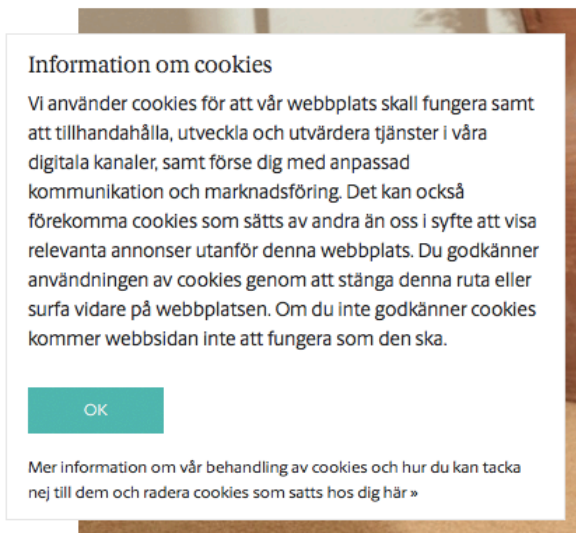 Information om cookies
Vi använder cookies för att vår webbplats skall fungera samt
att tillhandahålla, utveckla och utvärdera tjänster i våra
digitala kanaler, samt förse dig med anpassad
kommunikation och marknadsföring. Det kan också
förekomma cookies som sätts av andra än oss i syfte att visa
relevanta annonser utanför denna webbplats. Du godkänner
användningen av cookies genom att stänga denna ruta eller
surfa vidare på webbplatsen. Om du inte godkänner cookies
kommer webbsidan inte att fungera som den ska.
OK
Mer information om vår behandling av cookies och hur du kan tacka
nej till dem och radera cookies som satts hos dig här »